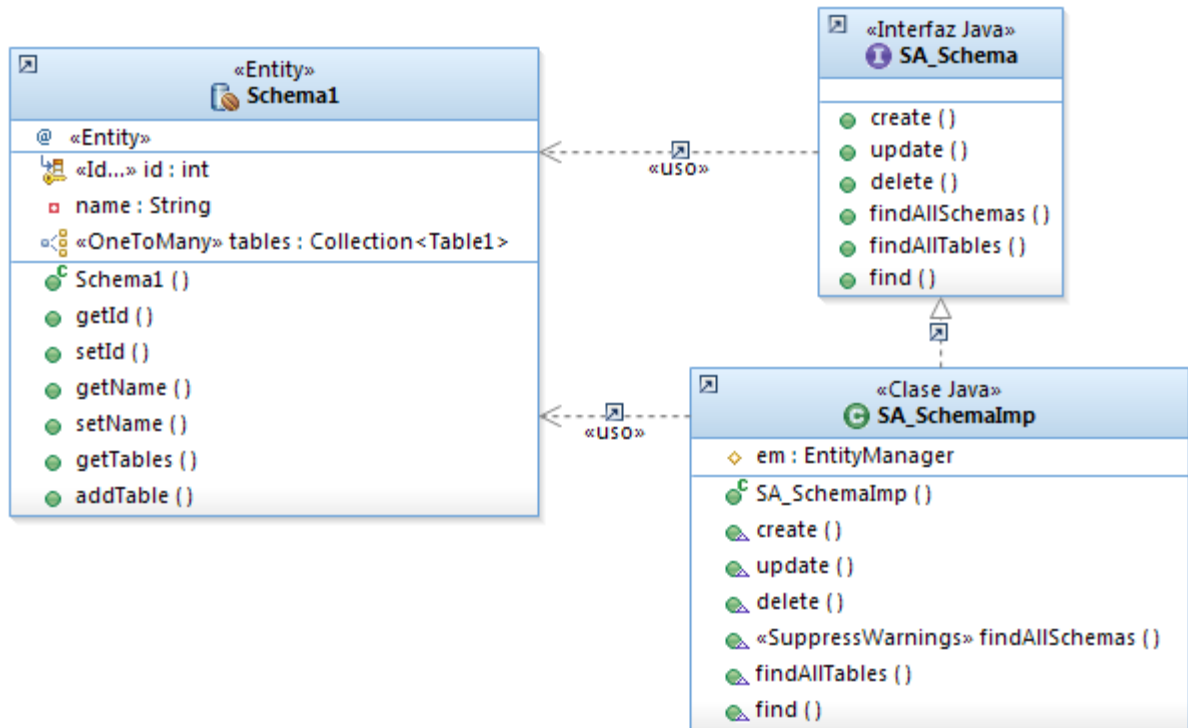 «Entity»
Schema1
@ «Entity»
«Id...» id : int
name : String
«OneToMany» tables : Collection<Table1>
Schema1 ( )
getId ( )
setId ( )
getName ( )
setName ( )
getTables ( )
addTable ( )
«uso»
«Interfaz Java»
I SA_Schema
create ( )
update ( )
delete ( )
findAllSchemas ( )
findAllTables ( )
find ( )
«uso»
«Clase Java»
C SA_SchemaImp
em : EntityManager
C SA_SchemaImp ( )
create ( )
update ( )
delete ( )
«SuppressWarnings» findAllSchemas ( )
findAllTables ( )
find ( )